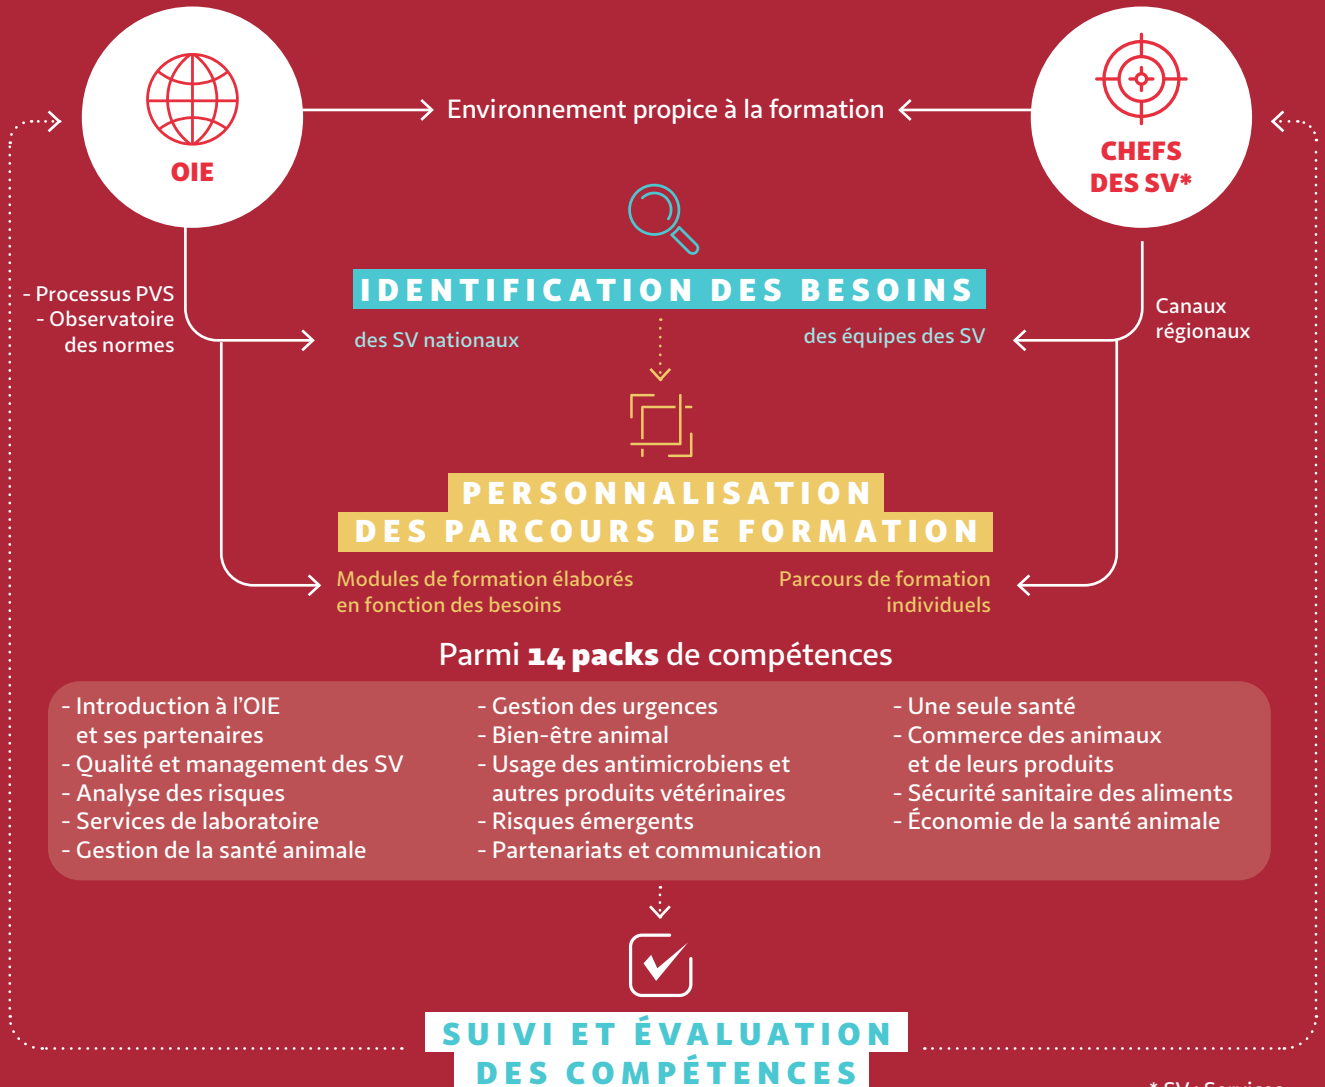 OIE
Environnement propice à la formation
CHEFS
DES SV*
- Processus PVS
- Observatoire
des normes
IDENTIFICATION DES BESOINS
des SV nationaux
des équipes des SV
Canaux
régionaux
PERSONNALISATION
DES PARCOURS DE FORMATION
Modules de formation élaborés
en fonction des besoins
Parcours de formation
individuels
Parmi 14 packs de compétences
- Introduction à l'OIE
et ses partenaires
- Qualité et management des SV
- Analyse des risques
- Services de laboratoire
- Gestion de la santé animale
- Gestion des urgences
- Bien-être animal
- Usage des antimicrobiens et
autres produits vétérinaires
- Risques émergents
- Partenariats et communication
- Une seule santé
- Commerce des animaux
et de leurs produits
- Sécurité sanitaire des aliments
- Économie de la santé animale
SUIVI ET ÉVALUATION
DES COMPÉTENCES
* SV : Services